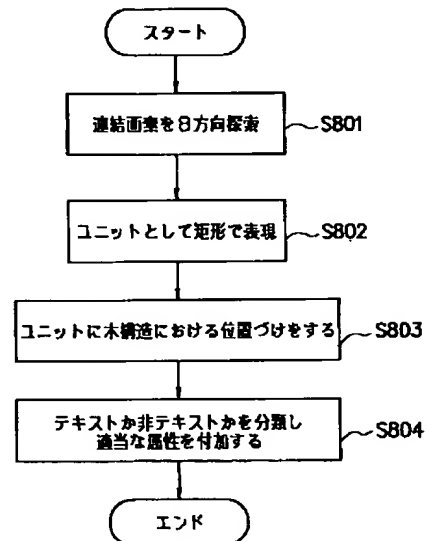 スタート
連結画素を8方向探索
S801
ユニットとして矩形で表現
S802
ユニットに木構造における位置づけをする
S803
テキストか非テキストかを分類し
適当な属性を付加する
S804
エンド